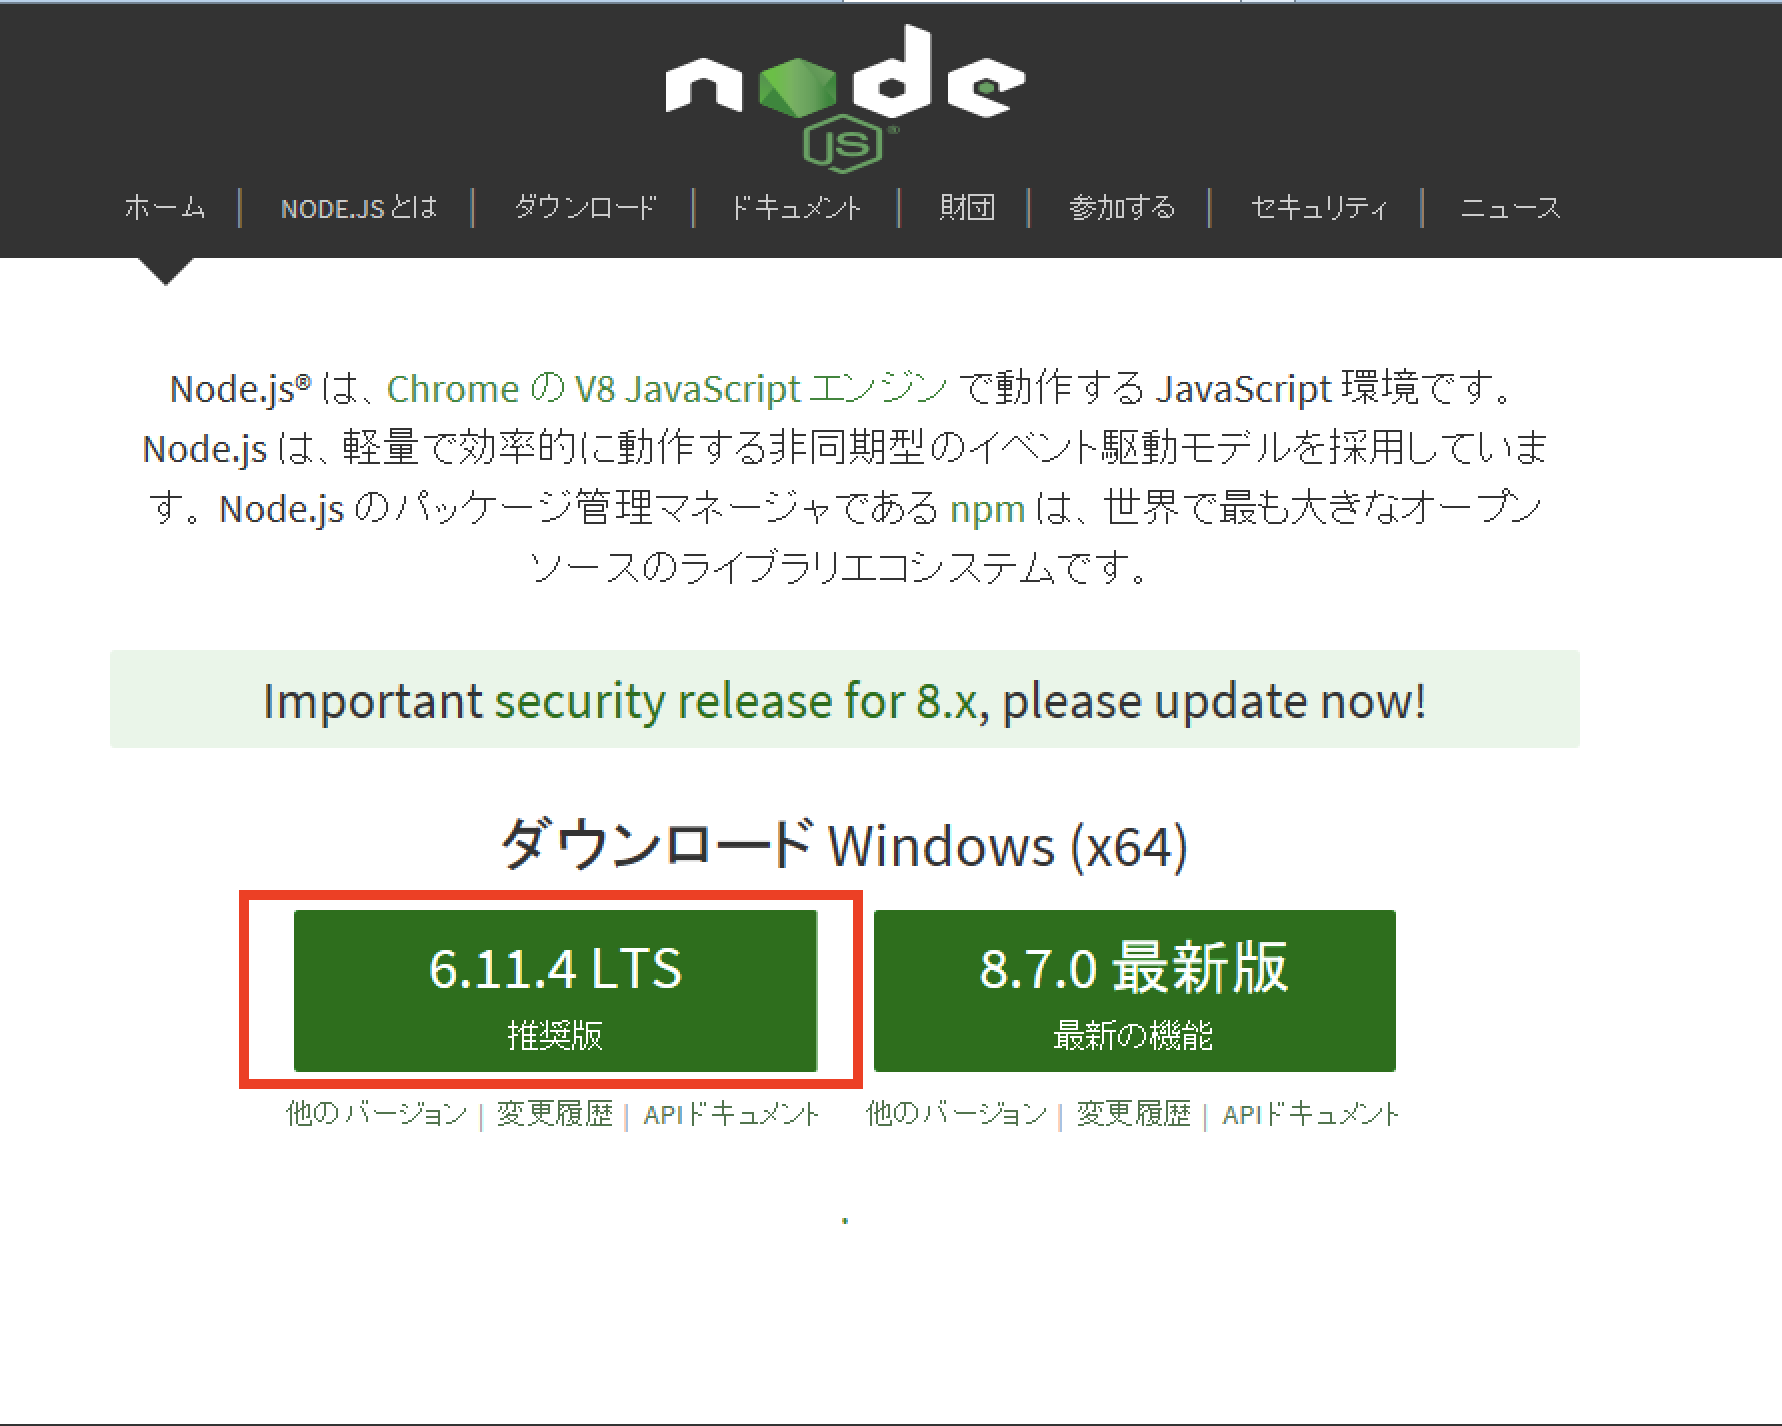 node
JS®
ホーム | NODE.JS とは | ダウンロード | ドキュメント | 財団 | 参加する | セキュリティ | ニュース
Node.js® は、Chrome の V8 JavaScript エンジン で動作する JavaScript 環境です。
Node.js は、軽量で効率的に動作する非同期型のイベント駆動モデルを採用していま
す。Node.js のパッケージ管理マネージャである npm は、世界で最も大きなオープン
ソースのライブラリエコシステムです。
Important security release for 8.x, please update now!
ダウンロード Windows (x64)
6.11.4 LTS
推奨版
8.7.0 最新版
最新の機能
他のバージョン | 変更履歴 | APIドキュメント
他のバージョン | 変更履歴 | APIドキュメント